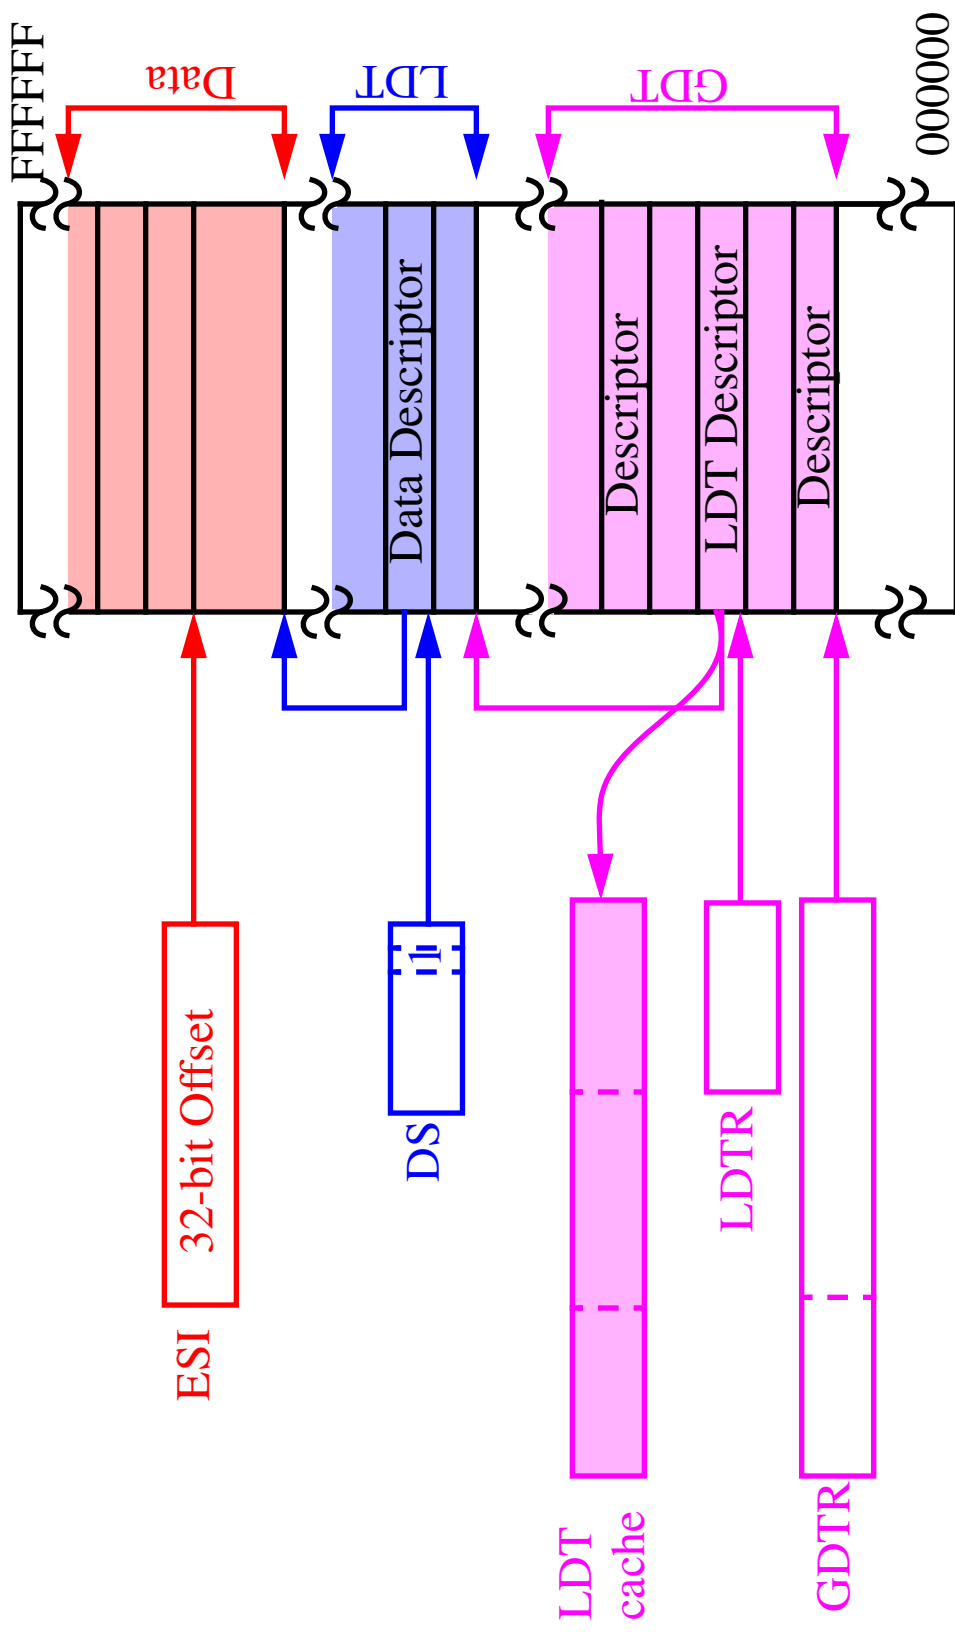 FFFFFF
ESI
32-bit Offset
Data
DS
1
Data Descriptor
LDT
LDT
cache
Descriptor
GDT
LDTR
LDT Descriptor
GDTR
Descriptor
000000